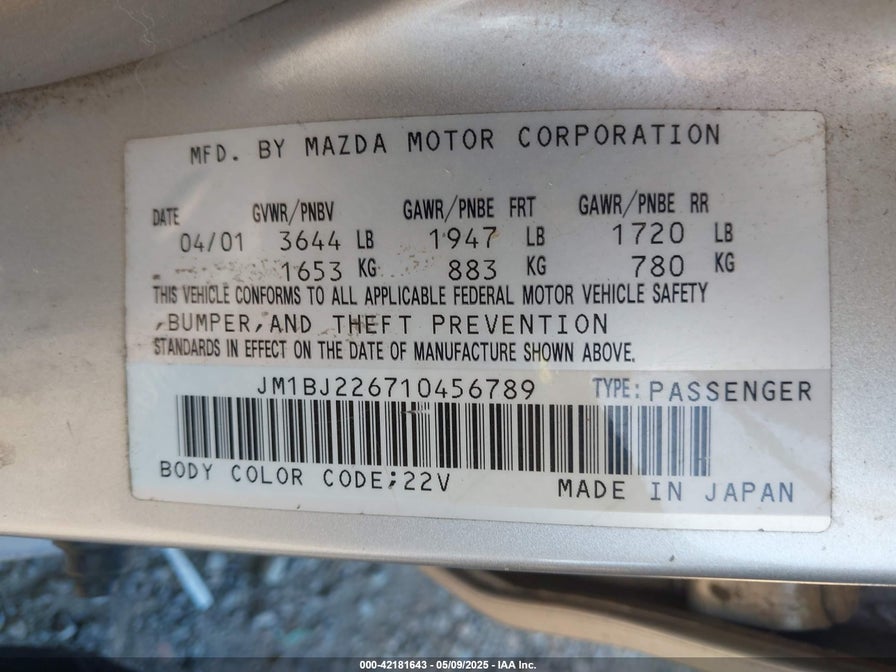 MFD. BY MAZDA MOTOR CORPORATION
DATE GVWR/PNBV GAWR/PNBE FRT GAWR/PNBE RR
04/01 3644 LB 1947 LB 1720 LB
1653 KG 883 KG 780 KG
THIS VEHICLE CONFORMS TO ALL APPLICABLE FEDERAL MOTOR VEHICLE SAFETY
,BUMPER,AND THEFT PREVENTION
STANDARDS IN EFFECT ON THE DATE OF MANUFACTURE SHOWN ABOVE.
JM1BJ226710456789 TYPE: PASSENGER
BODY COLOR CODE;22V MADE IN JAPAN
000-42181643 - 05/09/2025 - IAA Inc.